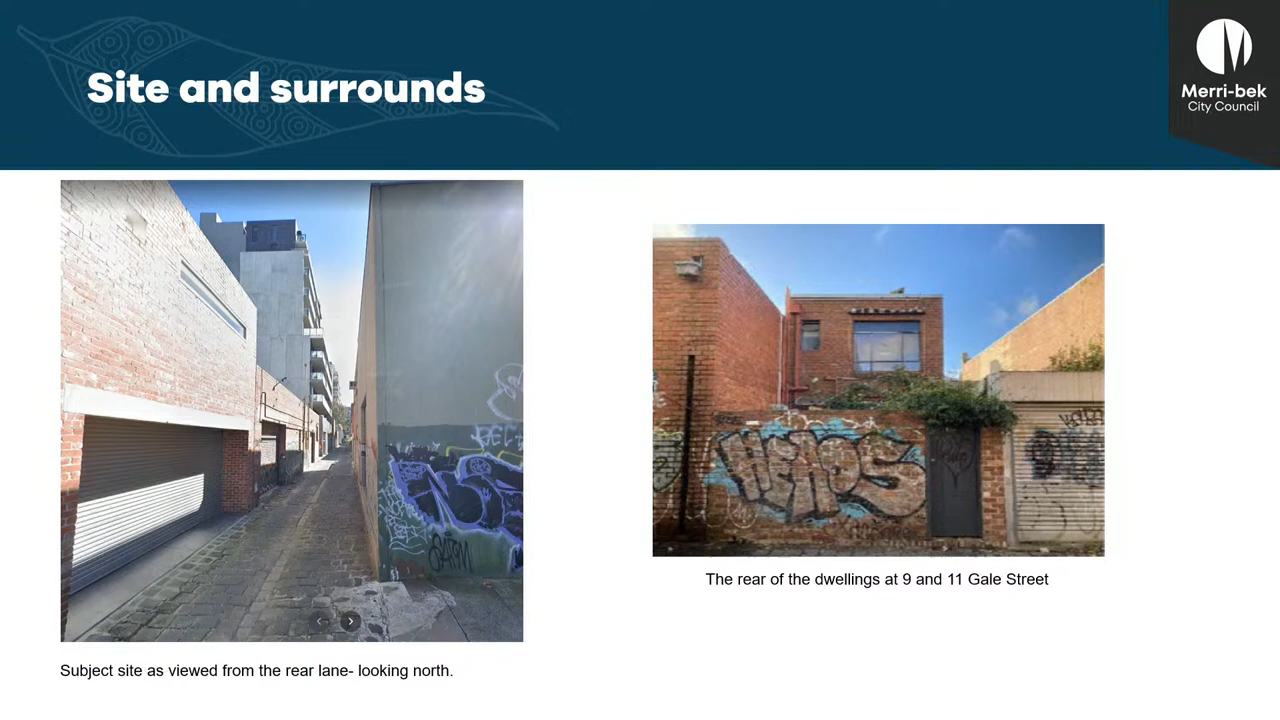 Site and surrounds
Merri-bek
City Council
HEROS
Subject site as viewed from the rear lane- looking north.
The rear of the dwellings at 9 and 11 Gale Street